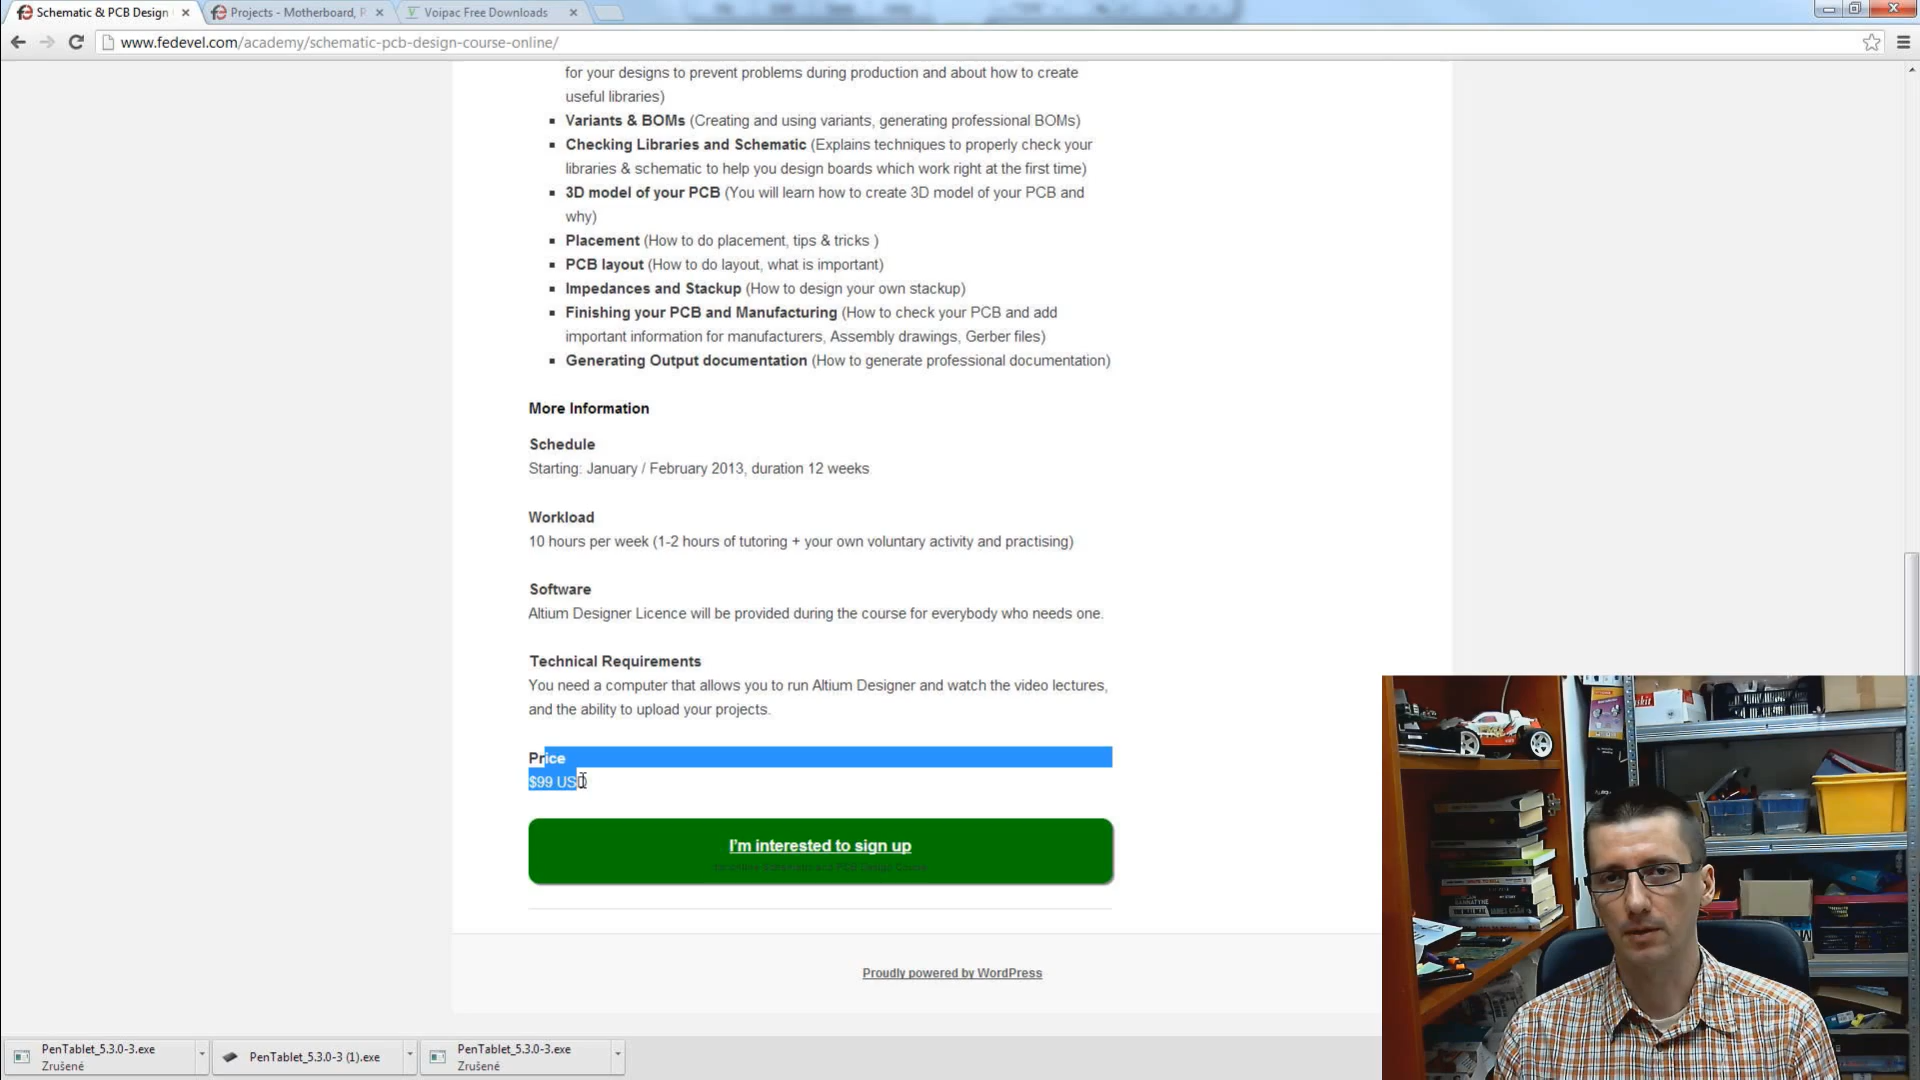 Schematic & PCB Design
Projects - Motherboard, P
Voipac Free Downloads
www.fedevel.com/academy/schematic-pcb-design-course-online/
for your designs to prevent problems during production and about how to create
useful libraries)
Variants & BOMs (Creating and using variants, generating professional BOMs)
Checking Libraries and Schematic (Explains techniques to properly check your
libraries & schematic to help you design boards which work right at the first time)
3D model of your PCB (You will learn how to create 3D model of your PCB and
why)
Placement (How to do placement, tips & tricks )
PCB layout (How to do layout, what is important)
Impedances and Stackup (How to design your own stackup)
Finishing your PCB and Manufacturing (How to check your PCB and add
important information for manufacturers, Assembly drawings, Gerber files)
Generating Output documentation (How to generate professional documentation)
More Information
Schedule
Starting: January / February 2013, duration 12 weeks
Workload
10 hours per week (1-2 hours of tutoring + your own voluntary activity and practising)
Software
Altium Designer Licence will be provided during the course for everybody who needs one.
Technical Requirements
You need a computer that allows you to run Altium Designer and watch the video lectures,
and the ability to upload your projects.
Price
$99 USD
I'm interested to sign up
for online Schematic and PCB Design Course
Proudly powered by WordPress
PenTablet_5.3.0-3.exe
Zrušené
PenTablet_5.3.0-3 (1).exe
PenTablet_5.3.0-3.exe
Zrušené